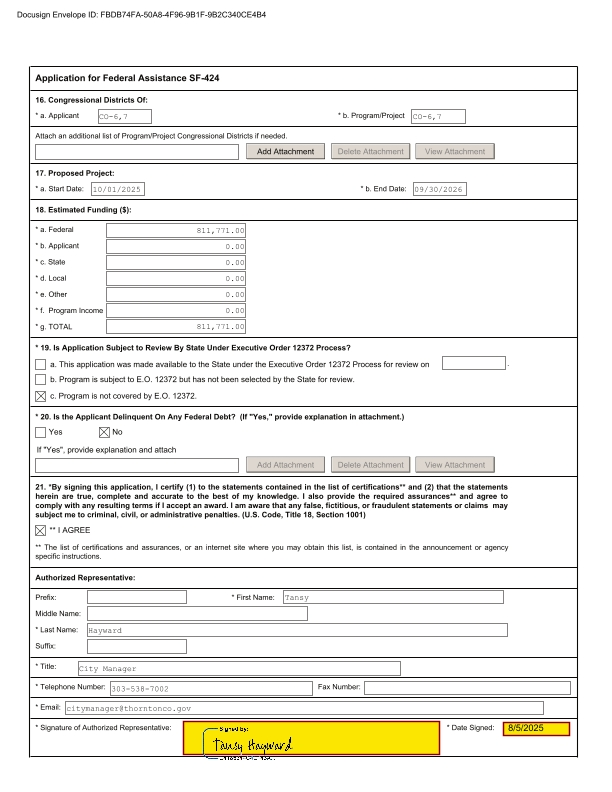 Docusign Envelope ID: FBDB74FA-50A8-4F96-9B1F-9B2C340CE4B4
Application for Federal Assistance SF-424
16. Congressional Districts Of:
* a. Applicant CO-6,7 * b. Program/Project CO-6,7
Attach an additional list of Program/Project Congressional Districts if needed.
Add Attachment Delete Attachment View Attachment
17. Proposed Project:
* a. Start Date: 10/01/2025 * b. End Date: 09/30/2026
18. Estimated Funding ($):
* a. Federal 811,771.00
* b. Applicant 0.00
* c. State 0.00
* d. Local 0.00
* e. Other 0.00
* f. Program Income 0.00
* g. TOTAL 811,771.00
* 19. Is Application Subject to Review By State Under Executive Order 12372 Process?
a. This application was made available to the State under the Executive Order 12372 Process for review on .
b. Program is subject to E.O. 12372 but has not been selected by the State for review.
c. Program is not covered by E.O. 12372.
* 20. Is the Applicant Delinquent On Any Federal Debt? (If "Yes," provide explanation in attachment.)
Yes No
If "Yes", provide explanation and attach
Add Attachment Delete Attachment View Attachment
21. *By signing this application, I certify (1) to the statements contained in the list of certifications** and (2) that the statements
herein are true, complete and accurate to the best of my knowledge. I also provide the required assurances** and agree to
comply with any resulting terms if I accept an award. I am aware that any false, fictitious, or fraudulent statements or claims may
subject me to criminal, civil, or administrative penalties. (U.S. Code, Title 18, Section 1001)
** I AGREE
** The list of certifications and assurances, or an internet site where you may obtain this list, is contained in the announcement or agency
specific instructions.
Authorized Representative:
Prefix: * First Name: Tansy
Middle Name:
* Last Name: Hayward
Suffix:
* Title: City Manager
* Telephone Number: 303-538-7002 Fax Number:
* Email: citymanager@thorntonco.gov
* Signature of Authorized Representative: Signed by: * Date Signed: 8/5/2025
Tansy Hayward